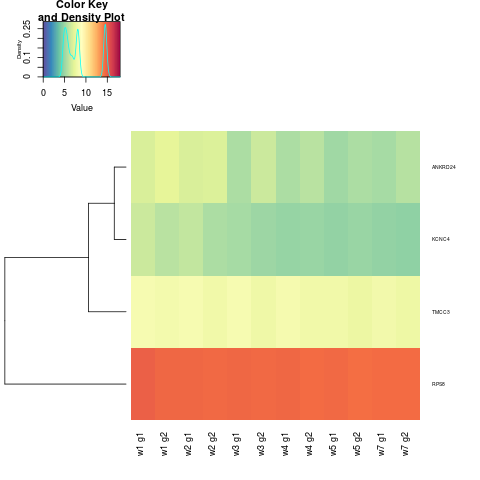 Color Key
and Density Plot
Density
0 0.1 0.25
0 5 10 15
Value
ANKRD24
KCNC4
TMCC3
RPS8
w1 g1 w1 g2 w2 g1 w2 g2 w3 g1 w3 g2 w4 g1 w4 g2 w5 g1 w5 g2 w7 g1 w7 g2